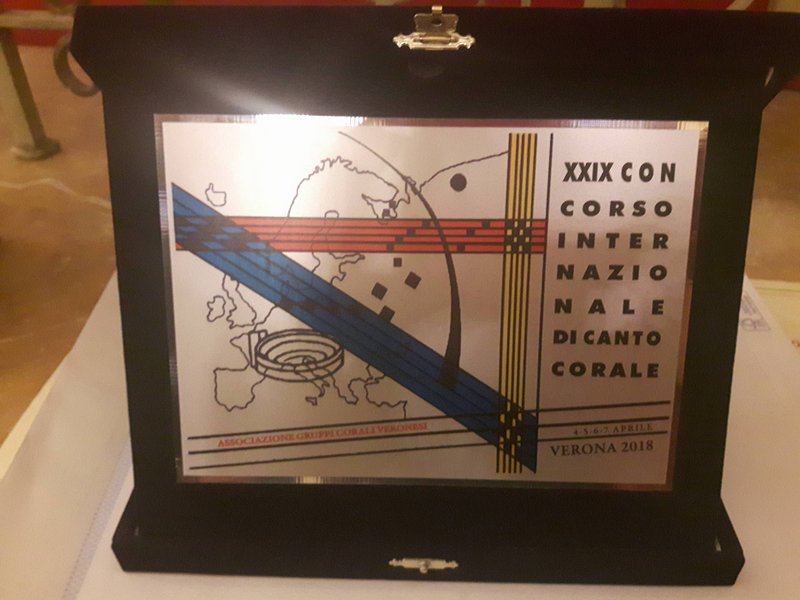 XXIX CON
CORSO
INTER
NAZIO
NALE
DI CANTO
CORALE
ASSOCIAZIONE GRUPPI CORALI VERONESI
4-5-6-7 APRILE
VERONA 2018